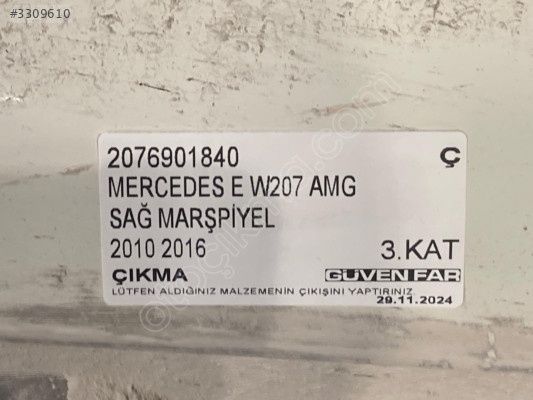 #3309610
2076901840 Ç
MERCEDES E W207 AMG
SAĞ MARŞPİYEL
2010 2016 3.KAT
ÇIKMA GÜVEN FAR
LÜTFEN ALDIĞINIZ MALZEMENİN ÇIKIŞINI YAPTIRINIZ
29.11.2024